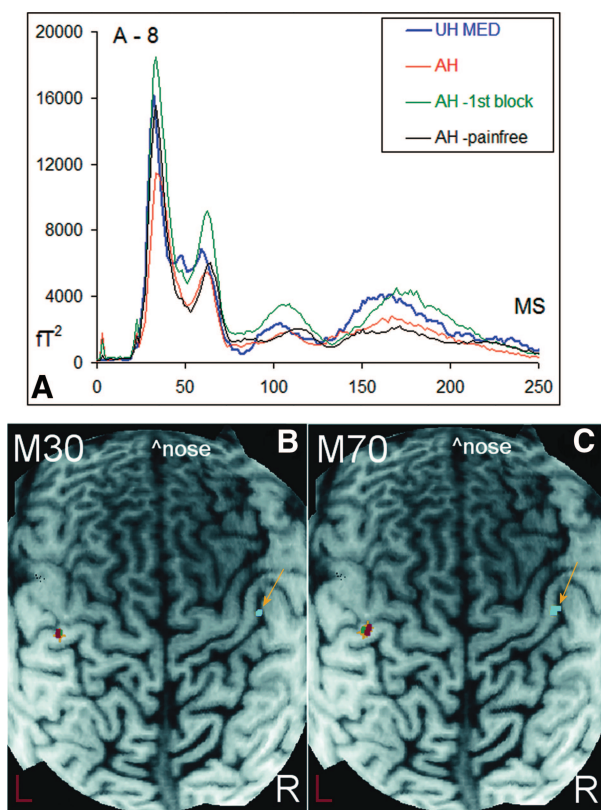 A - 8
UH MED
AH
AH -1st block
AH -painfree
20000
16000
12000
8000
4000
0
fT2
MS
0
50
100
150
200
250
A
M30
^nose
B
L
R
M70
^nose
C
L
R